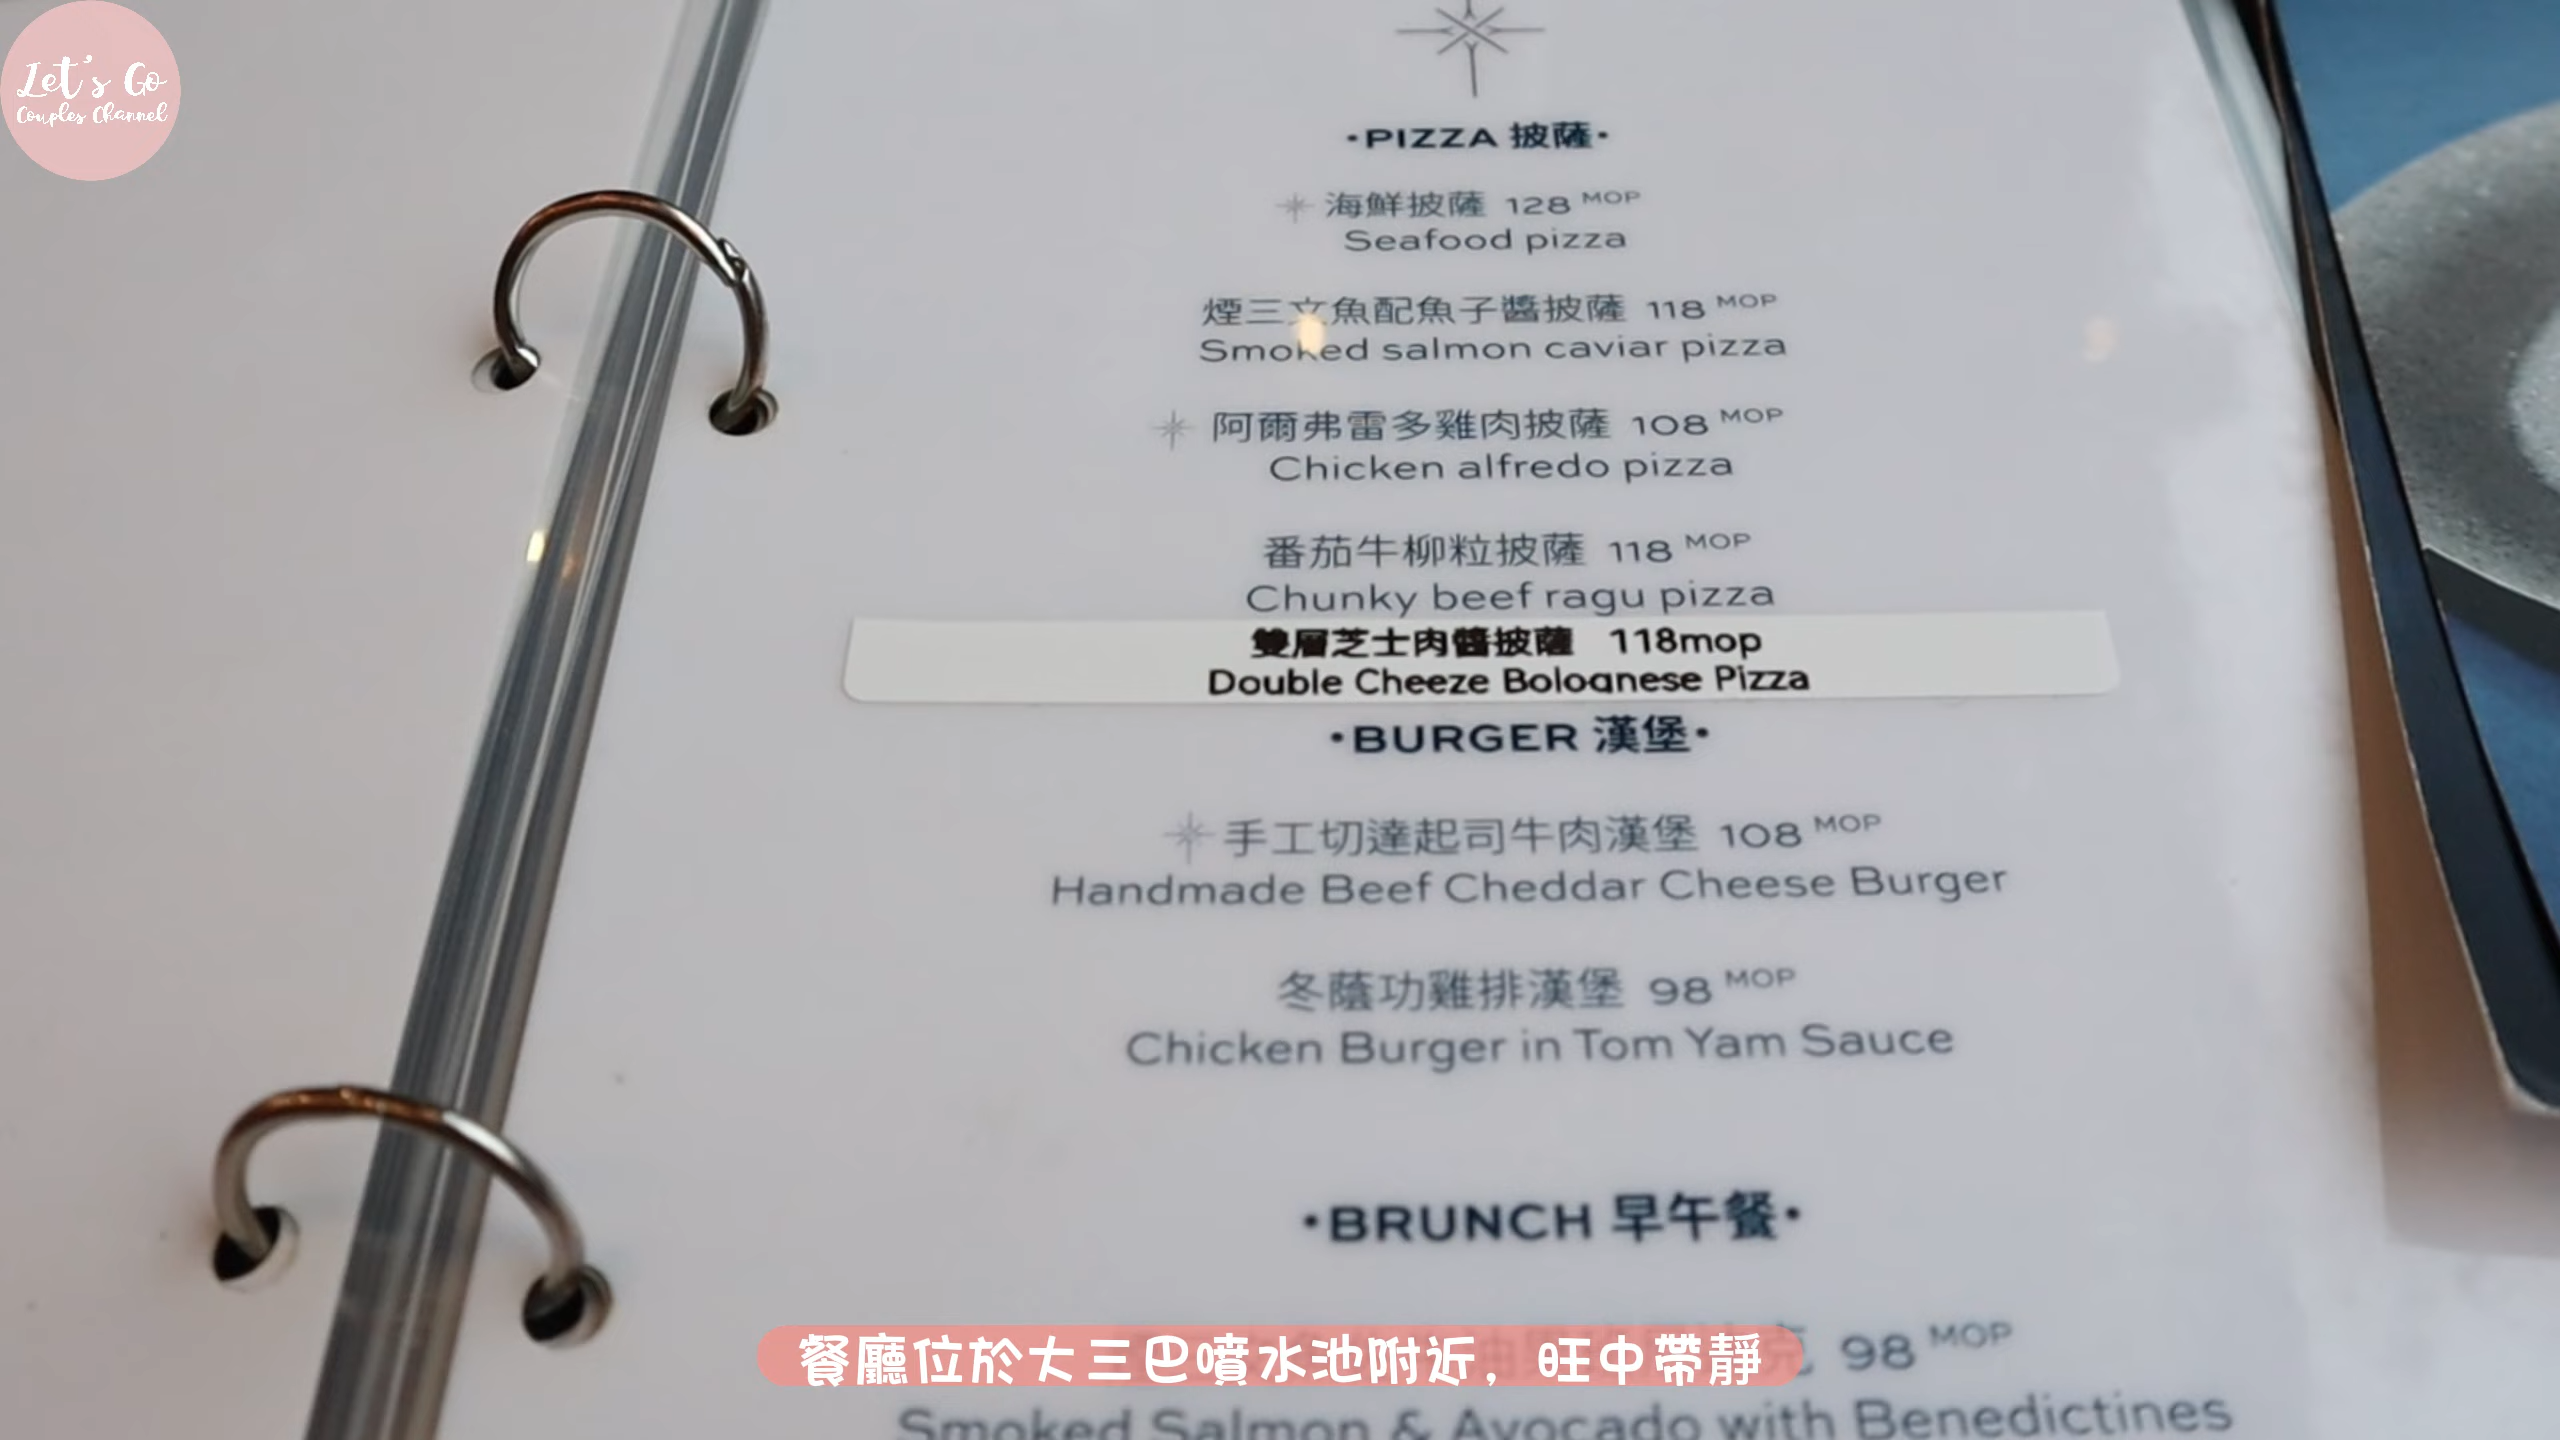 Let's Go
Couples Channel
·PIZZA 披薩·
海鮮披薩 128 MOP
Seafood pizza
煙三文魚配魚子醬披薩 118 MOP
Smoked salmon caviar pizza
阿爾弗雷多雞肉披薩 108 MOP
Chicken alfredo pizza
番茄牛柳粒披薩 118 MOP
Chunky beef ragu pizza
雙層芝士肉醬披薩 118mop
Double Cheeze Bolognese Pizza
·BURGER 漢堡·
手工切達起司牛肉漢堡 108 MOP
Handmade Beef Cheddar Cheese Burger
冬蔭功雞排漢堡 98 MOP
Chicken Burger in Tom Yam Sauce
·BRUNCH 早午餐·
克 98 MOP
餐廳位於大三巴噴水池附近，旺中帶靜
Smoked Salmon & Avocado with Benedictines